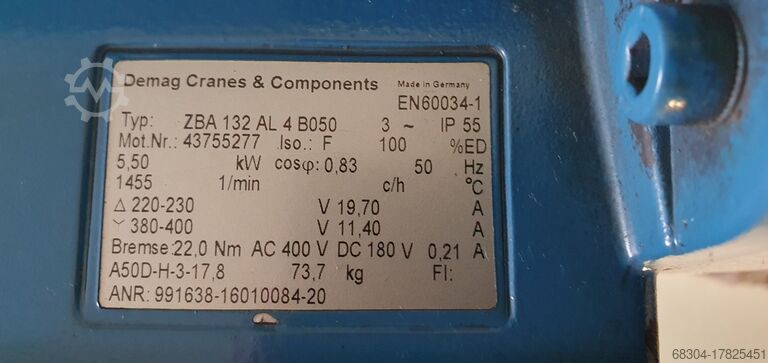 Demag Cranes & Components Made in Germany
EN60034-1
Typ: ZBA 132 AL 4 B050 3 ~ IP 55
Mot.Nr.: 43755277 Iso.: F 100 %ED
5,50 kW cosφ: 0,83 50 Hz
1455 1/min c/h °C
△ 220-230 V 19,70 A
Y 380-400 V 11,40 A
Bremse: 22,0 Nm AC 400 V DC 180 V 0,21 A
A50D-H-3-17,8 73,7 kg FI:
ANR: 991638-16010084-20
68304-17825451